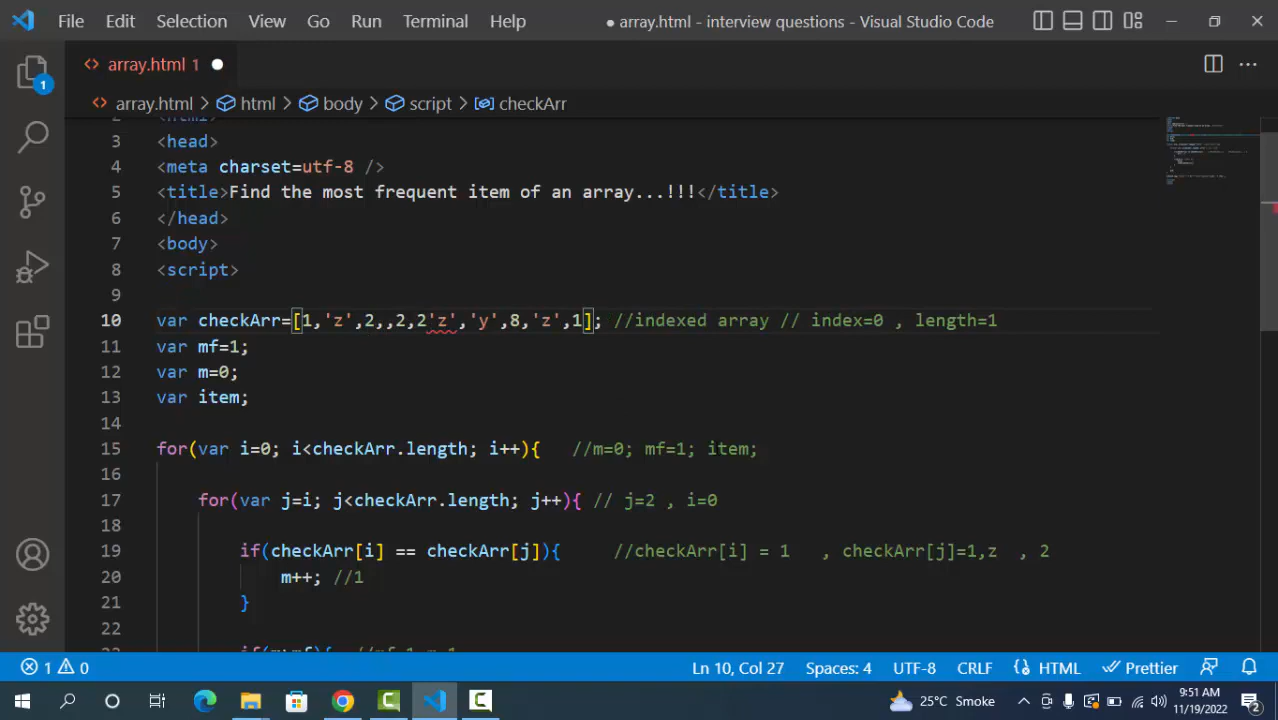 File Edit Selection View Go Run Terminal Help ● array.html - interview questions - Visual Studio Code
<> array.html 1 ●
<> array.html > html > body > script > checkArr
1
2 <html>
3 <head>
4 <meta charset=utf-8 />
5 <title>Find the most frequent item of an array...!!!</title>
6 </head>
7 <body>
8 <script>
9
10 var checkArr=[1,'z',2,,2,2'z','y',8,'z',1]; //indexed array // index=0 , length=1
11 var mf=1;
12 var m=0;
13 var item;
14
15 for(var i=0; i<checkArr.length; i++){ //m=0; mf=1; item;
16
17 for(var j=i; j<checkArr.length; j++){ // j=2 , i=0
18
19 if(checkArr[i] == checkArr[j]){ //checkArr[i] = 1 , checkArr[j]=1,z , 2
20 m++; //1
21 }
22
1 0 Ln 10, Col 27 Spaces: 4 UTF-8 CRLF HTML Prettier
25°C Smoke 9:51 AM
11/19/2022 2